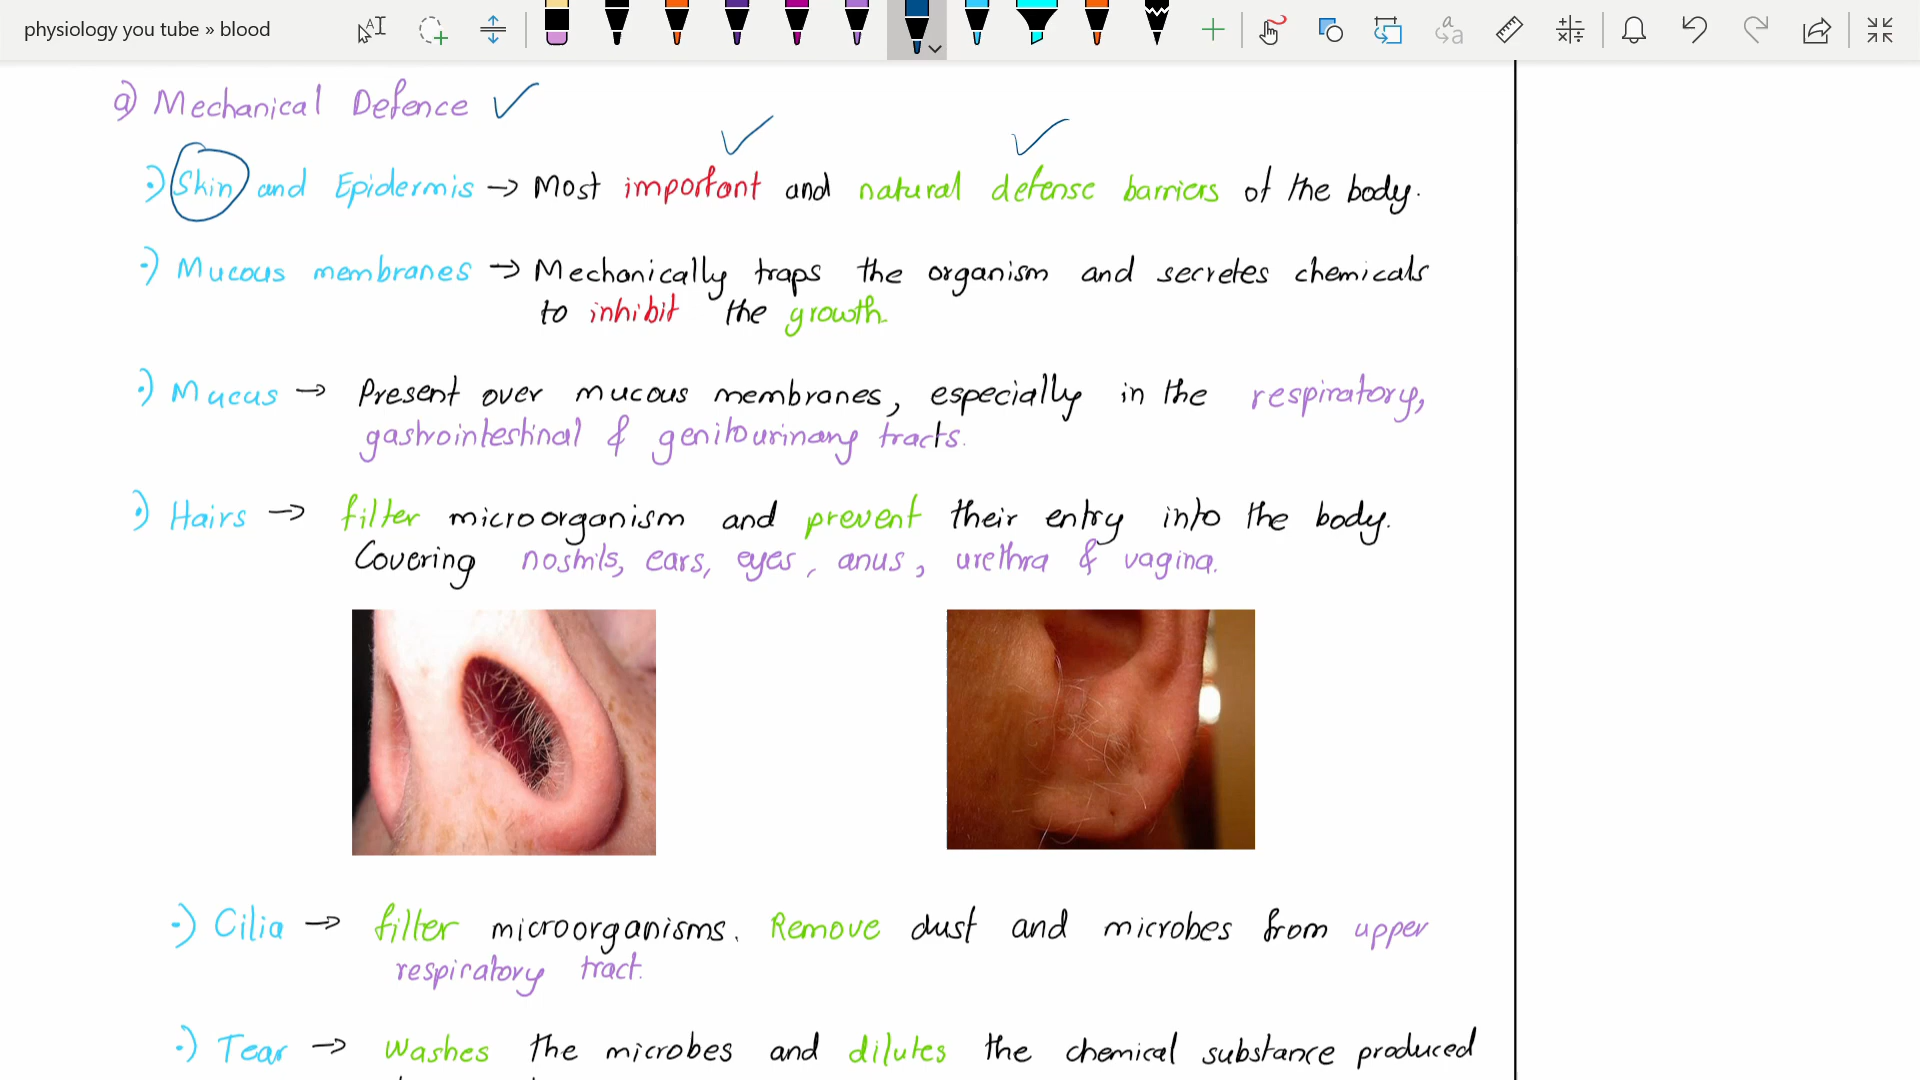 physiology you tube » blood
a) Mechanical Defence
Skin and Epidermis → Most important and natural defense barriers of the body.
Mucous membranes → Mechanically traps the organism and secretes chemicals
to inhibit the growth.
Mucus → Present over mucous membranes, especially in the respiratory,
gastrointestinal & genitourinary tracts.
Hairs → filter microorganism and prevent their entry into the body.
Covering nostrils, ears, eyes, anus, urethra & vagina.
Cilia → filter microorganisms. Remove dust and microbes from upper
respiratory tract.
Tear → washes the microbes and dilutes the chemical substance produced